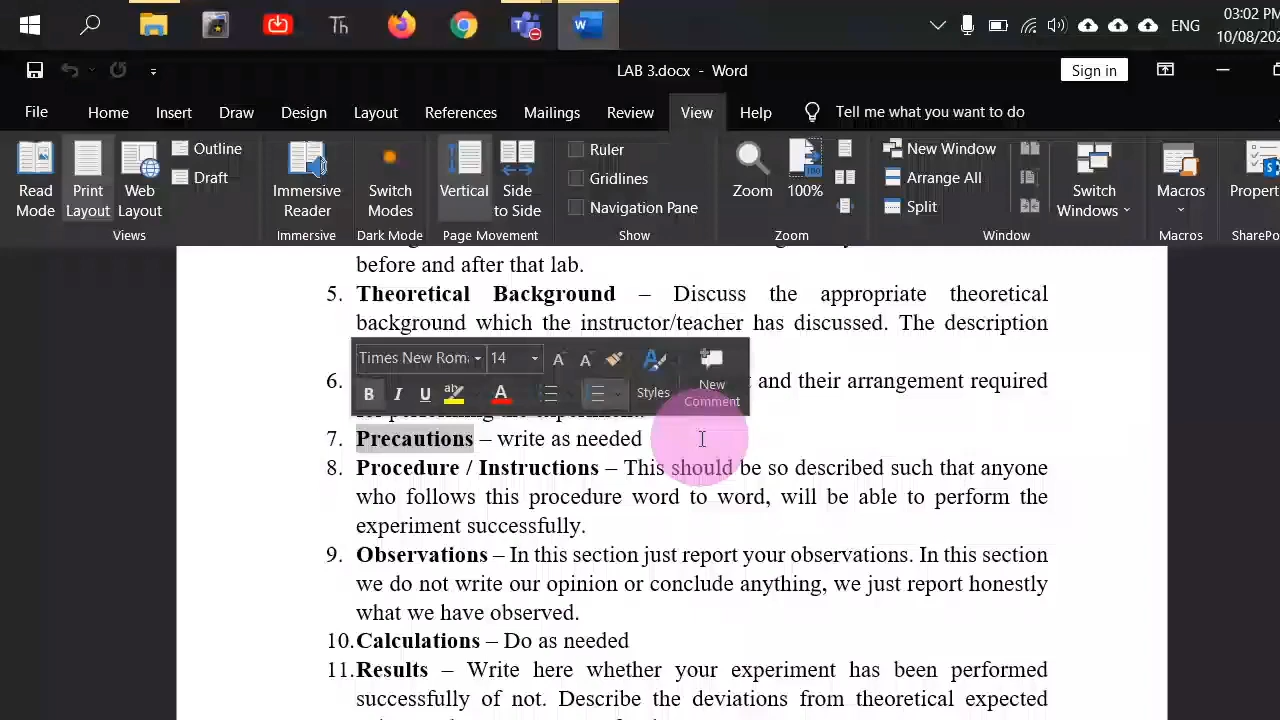 Th
ENG
03:02 PM
10/08/202
LAB 3.docx - Word
Sign in
File Home Insert Draw Design Layout References Mailings Review View Help Tell me what you want to do
Read Mode
Print Layout
Web Layout
Outline
Draft
Views
Immersive Reader
Immersive
Switch Modes
Dark Mode
Vertical
Side to Side
Page Movement
Ruler
Gridlines
Navigation Pane
Show
Zoom
100%
Zoom
New Window
Arrange All
Split
Switch Windows
Window
Macros
Macros
before and after that lab.
5. Theoretical Background – Discuss the appropriate theoretical
background which the instructor/teacher has discussed. The description
Times New Roma 14
B I U ab A Styles New Comment
6. and their arrangement required
7. Precautions – write as needed
8. Procedure / Instructions – This should be so described such that anyone
who follows this procedure word to word, will be able to perform the
experiment successfully.
9. Observations – In this section just report your observations. In this section
we do not write our opinion or conclude anything, we just report honestly
what we have observed.
10. Calculations – Do as needed
11. Results – Write here whether your experiment has been performed
successfully of not. Describe the deviations from theoretical expected